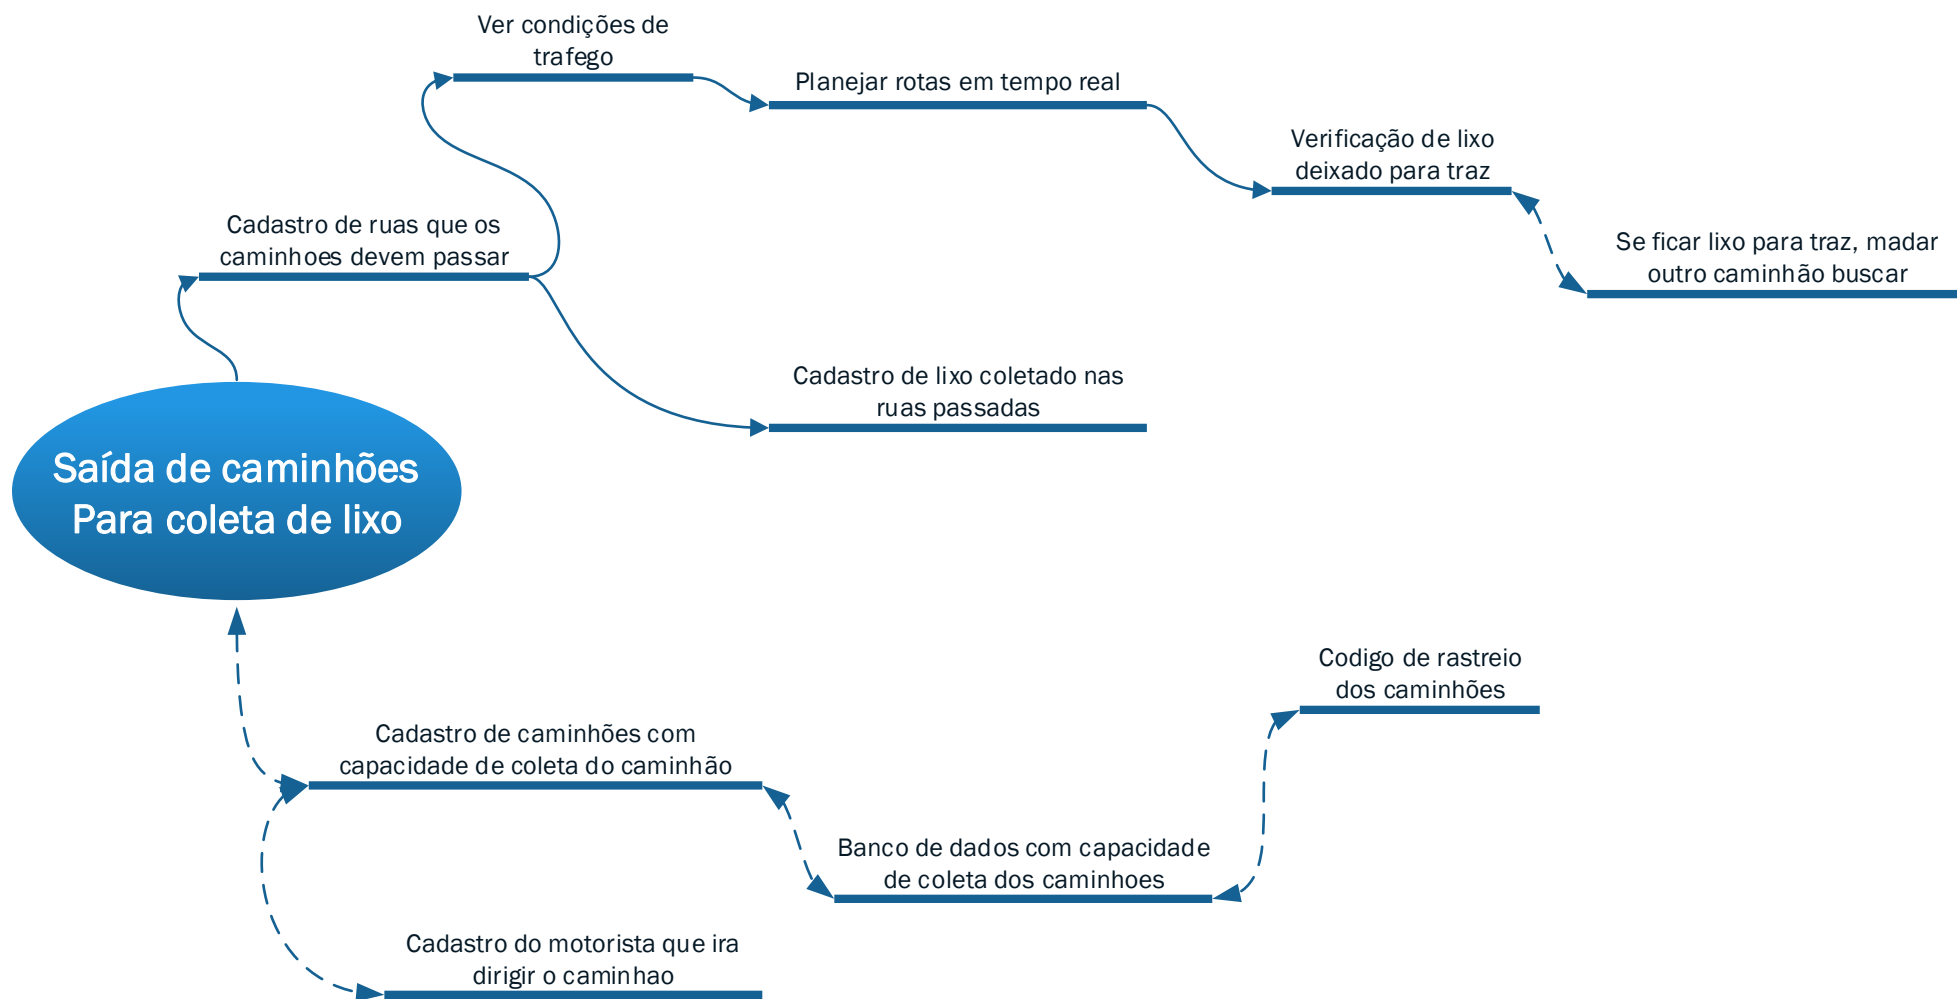 Ver condições de
trafego
Planejar rotas em tempo real
Verificação de lixo
deixado para traz
Cadastro de ruas que os
caminhoes devem passar
Se ficar lixo para traz, madar
outro caminhão buscar
Cadastro de lixo coletado nas
ruas passadas
Saída de caminhões
Para coleta de lixo
Codigo de rastreio
dos caminhões
Cadastro de caminhões com
capacidade de coleta do caminhão
Banco de dados com capacidade
de coleta dos caminhoes
Cadastro do motorista que ira
dirigir o caminhao